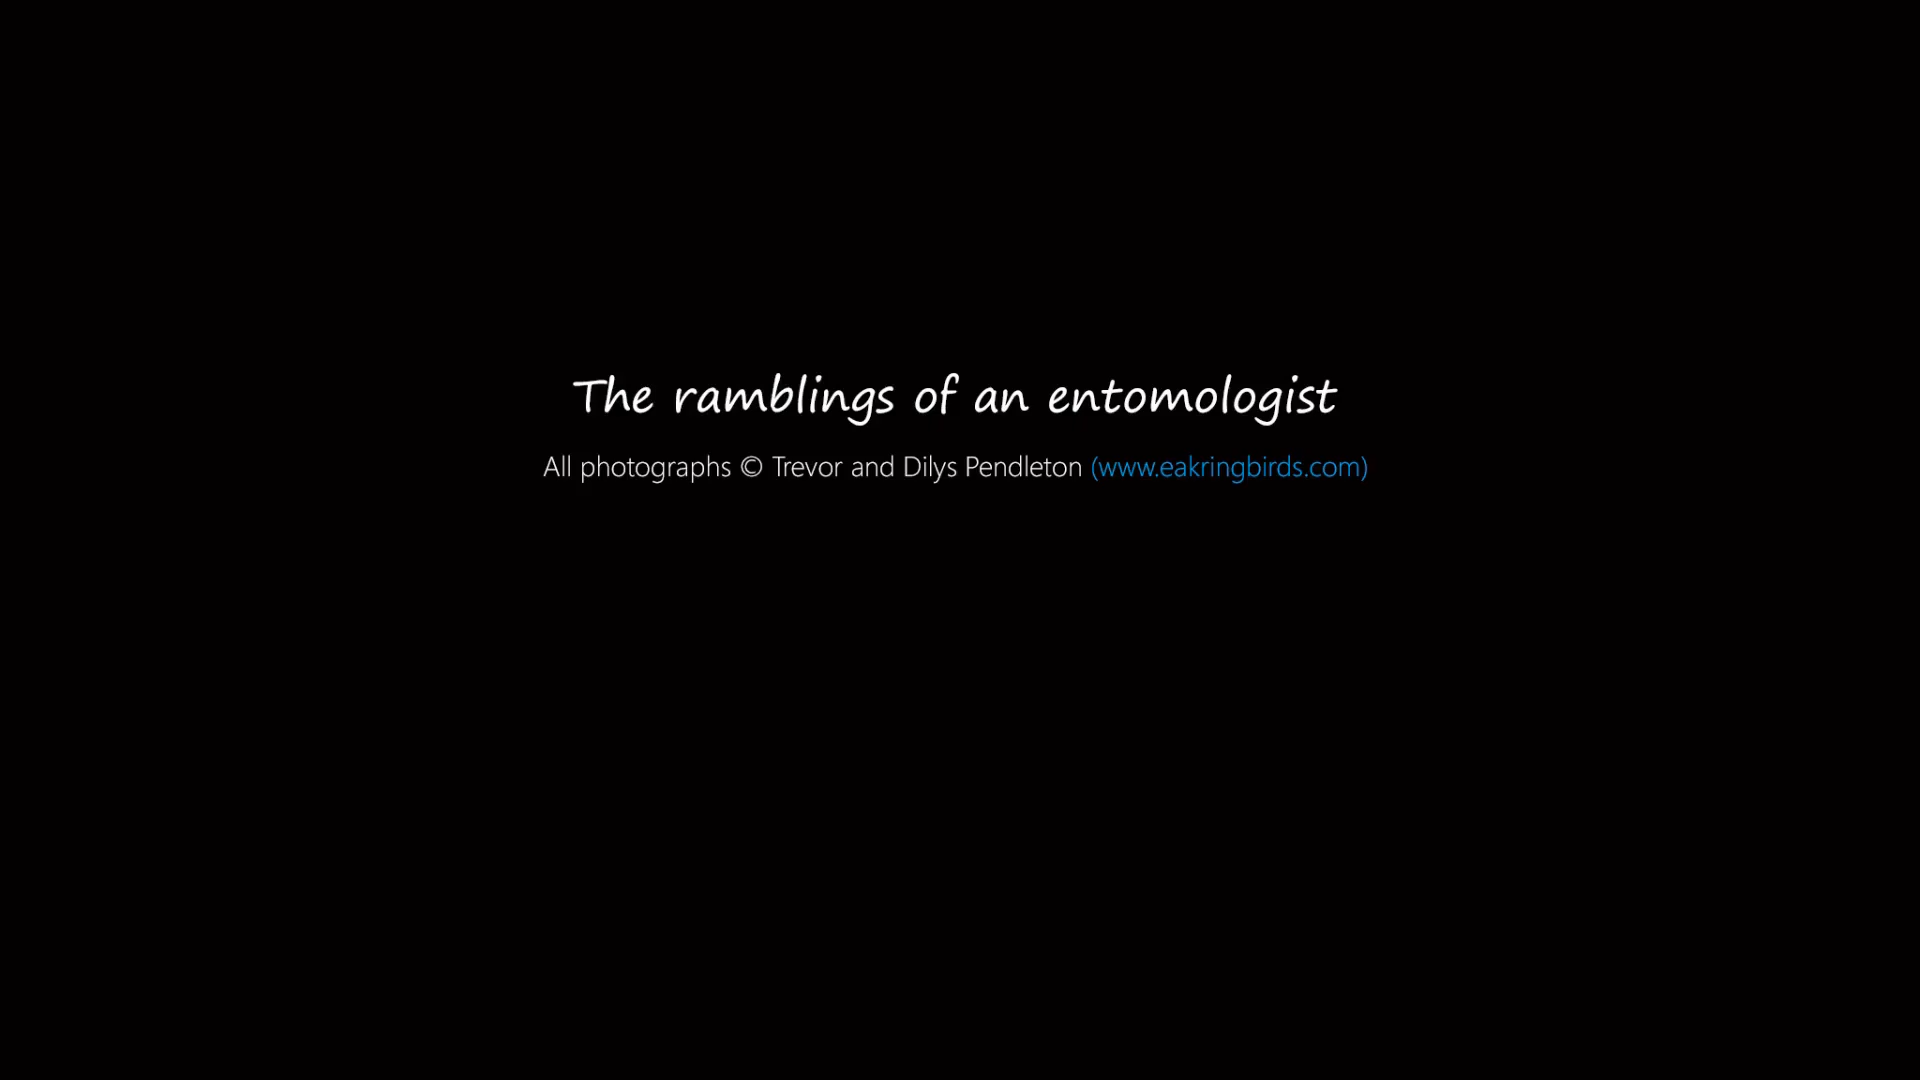 The ramblings of an entomologist
All photographs © Trevor and Dilys Pendleton (www.eakringbirds.com)